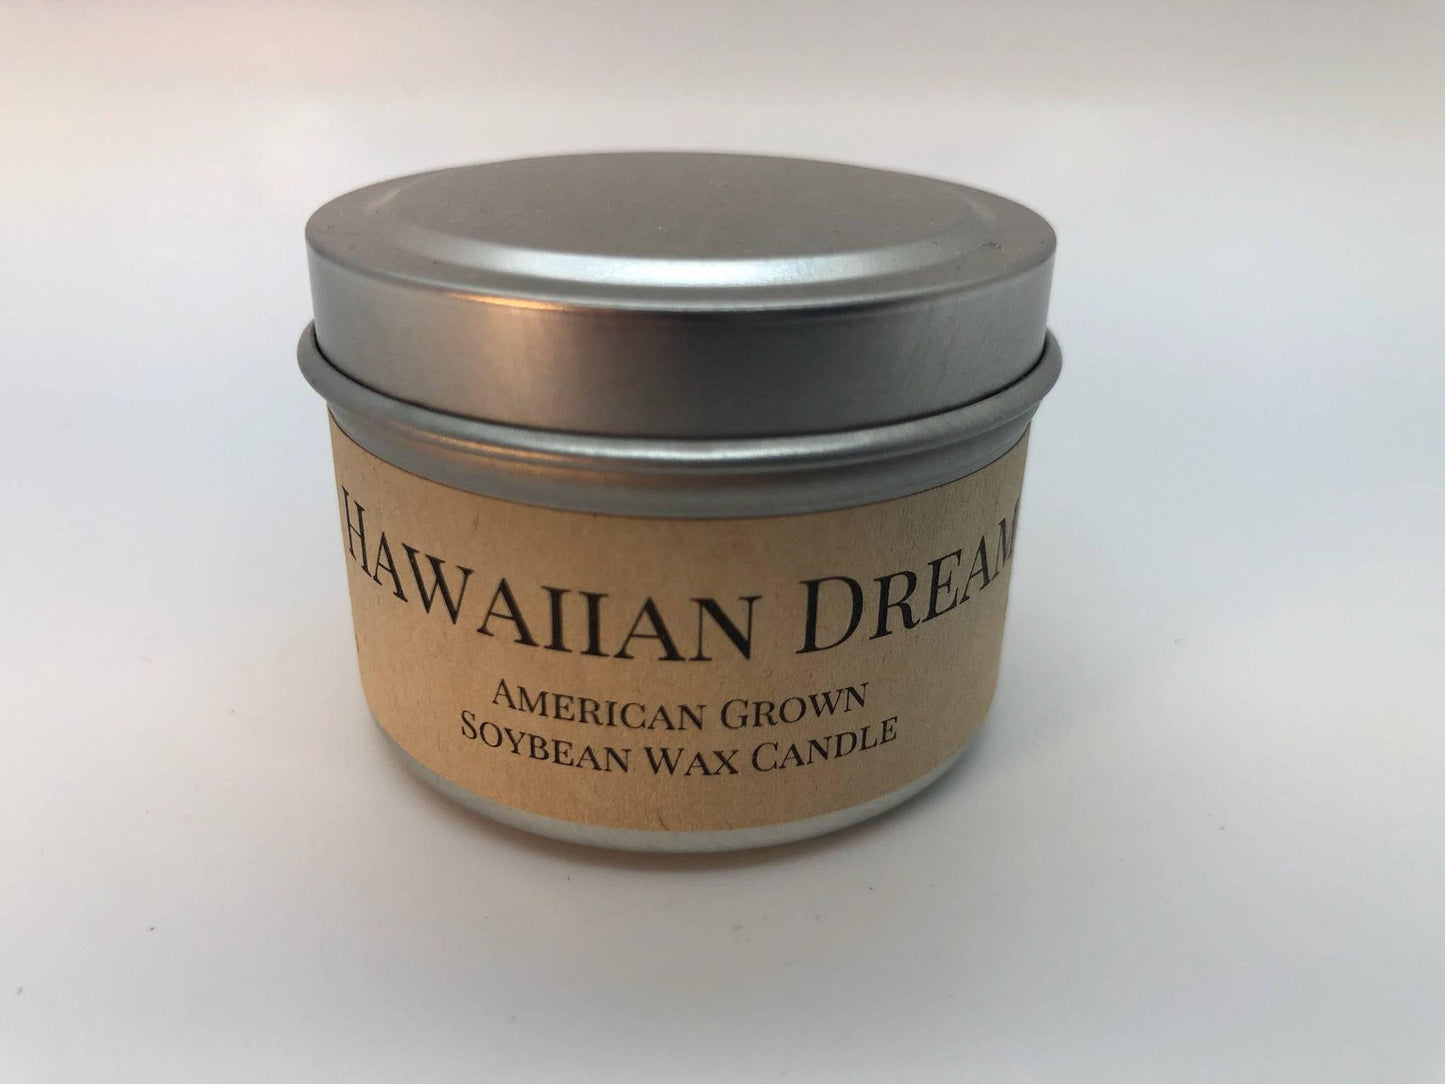 Hawaiian Dream
American Grown
Soybean Wax Candle